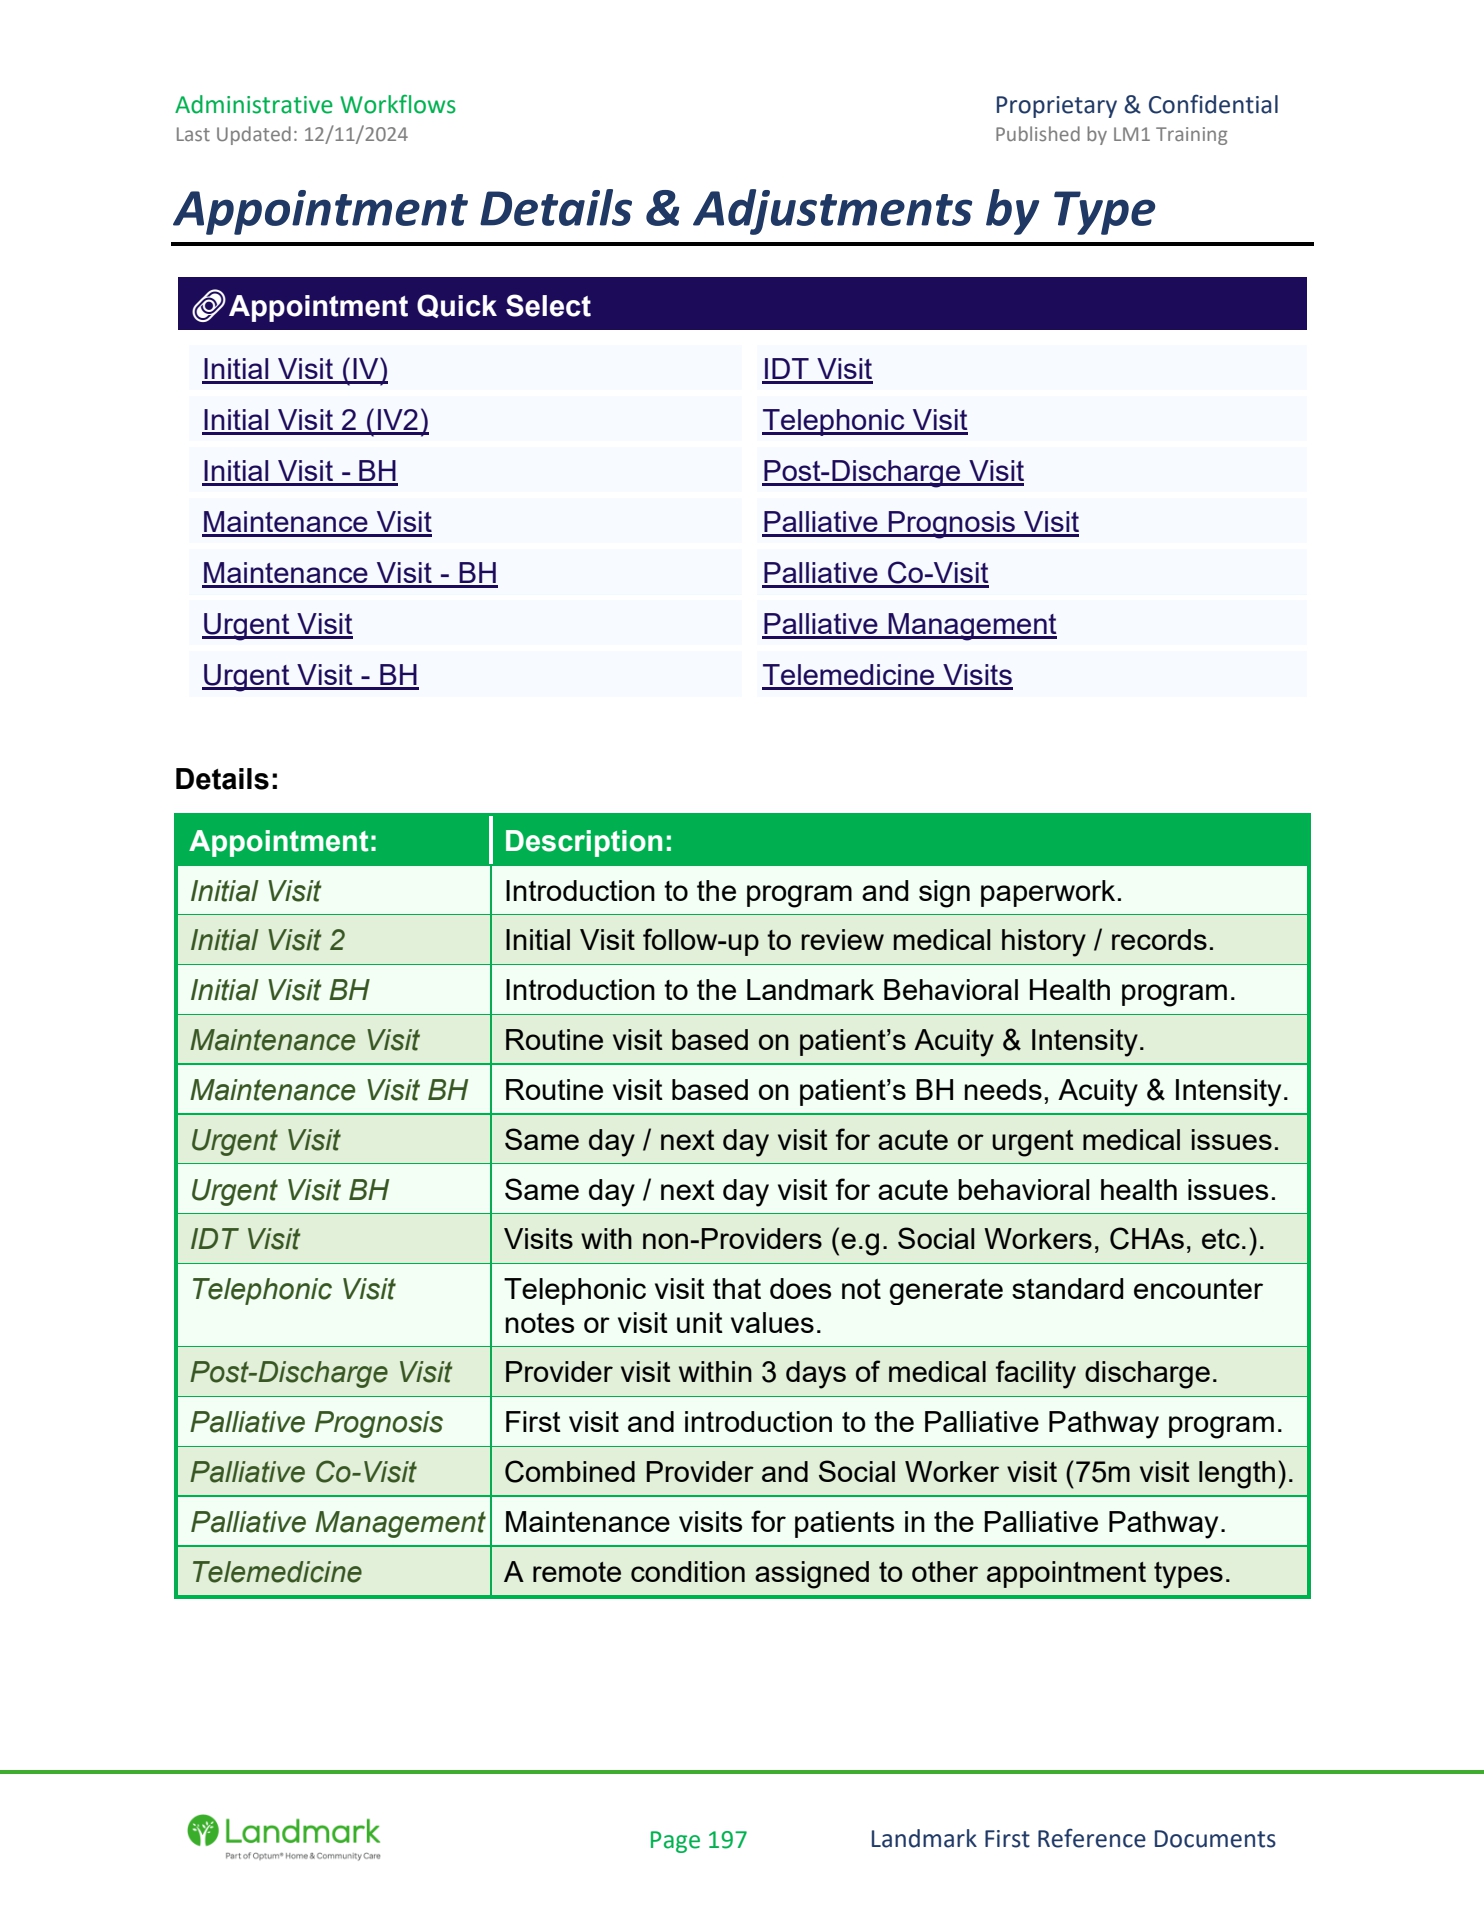 Administrative Workflows
Proprietary & Confidential
Last Updated: 12/11/2024
Published by LM1 Training
Appointment Details & Adjustments by Type
Appointment Quick Select
Initial Visit (IV)
IDT Visit
Initial Visit 2 (IV2)
Telephonic Visit
Initial Visit - BH
Post-Discharge Visit
Maintenance Visit
Palliative Prognosis Visit
Maintenance Visit - BH
Palliative Co-Visit
Urgent Visit
Palliative Management
Urgent Visit - BH
Telemedicine Visits
Details:
Appointment:
Description:
Initial Visit
Introduction to the program and sign paperwork.
Initial Visit 2
Initial Visit follow-up to review medical history / records.
Initial Visit BH
Introduction to the Landmark Behavioral Health program.
Maintenance Visit
Routine visit based on patient’s Acuity & Intensity.
Maintenance Visit BH
Routine visit based on patient’s BH needs, Acuity & Intensity.
Urgent Visit
Same day / next day visit for acute or urgent medical issues.
Urgent Visit BH
Same day / next day visit for acute behavioral health issues.
IDT Visit
Visits with non-Providers (e.g. Social Workers, CHAs, etc.).
Telephonic Visit
Telephonic visit that does not generate standard encounter
notes or visit unit values.
Post-Discharge Visit
Provider visit within 3 days of medical facility discharge.
Palliative Prognosis
First visit and introduction to the Palliative Pathway program.
Palliative Co-Visit
Combined Provider and Social Worker visit (75m visit length).
Palliative Management
Maintenance visits for patients in the Palliative Pathway.
Telemedicine
A remote condition assigned to other appointment types.
Landmark
Part of Optum® Home & Community Care
Page 197
Landmark First Reference Documents